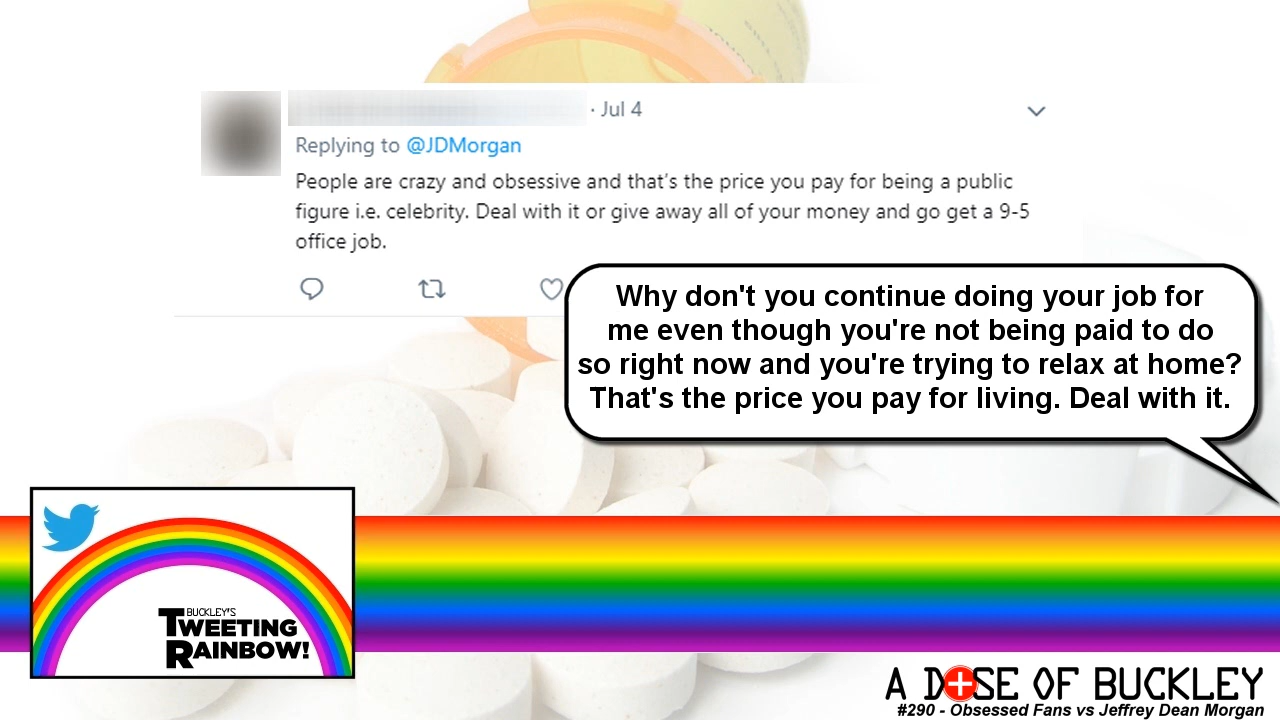 · Jul 4
Replying to @JDMorgan
People are crazy and obsessive and that's the price you pay for being a public
figure i.e. celebrity. Deal with it or give away all of your money and go get a 9-5
office job.
Why don't you continue doing your job for
me even though you're not being paid to do
so right now and you're trying to relax at home?
That's the price you pay for living. Deal with it.
BUCKLEY'S
TWEETING
RAINBOW!
A DOSE OF BUCKLEY
#290 - Obsessed Fans vs Jeffrey Dean Morgan